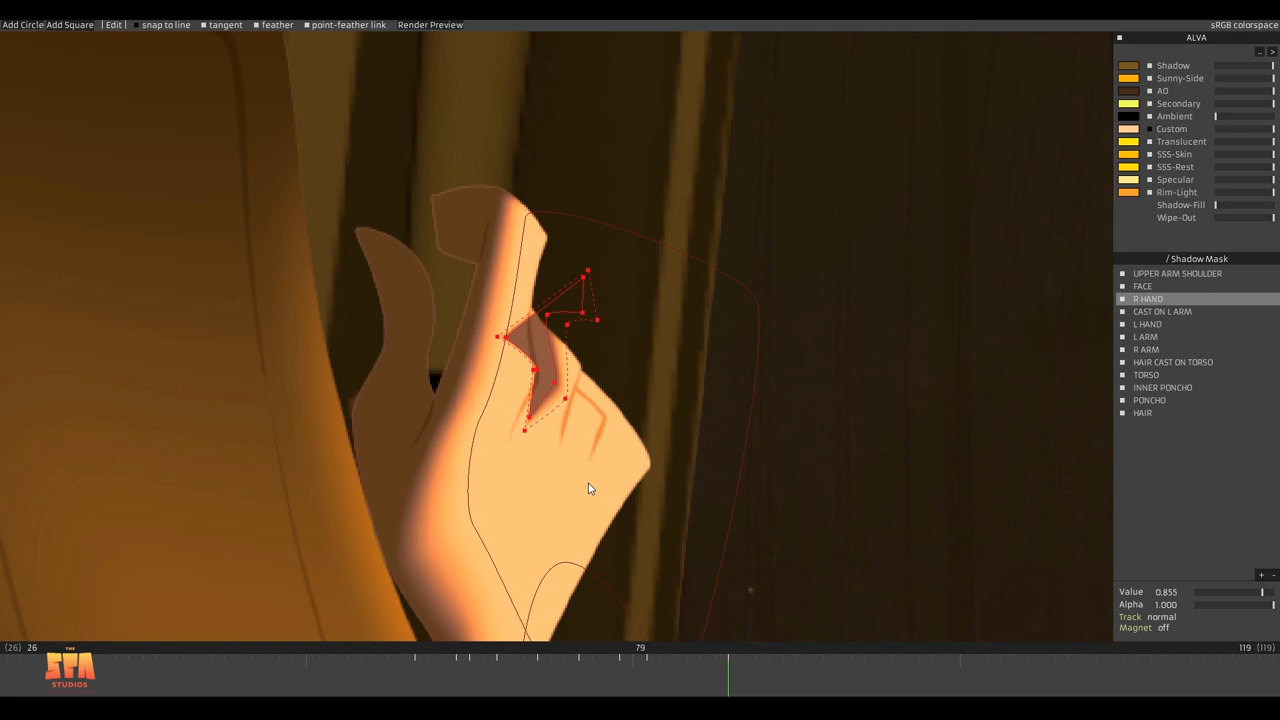 Add Circle Add Square | Edit | snap to line tangent feather point-feather link Render Preview sRGB colorspace
ALVA
.. >
Shadow
Sunny-Side
AO
Secondary
Ambient
Custom
Translucent
SSS-Skin
SSS-Rest
Specular
Rim-Light
Shadow-Fill
Wipe-Out
/ Shadow Mask
UPPER ARM SHOULDER
FACE
R HAND
CAST ON L ARM
L HAND
L ARM
R ARM
HAIR CAST ON TORSO
TORSO
INNER PONCHO
PONCHO
HAIR
+ -
Value 0.855
Alpha 1.000
Track normal
Magnet off
(26) 26 79 119 (119)
THE
SPA
STUDIOS